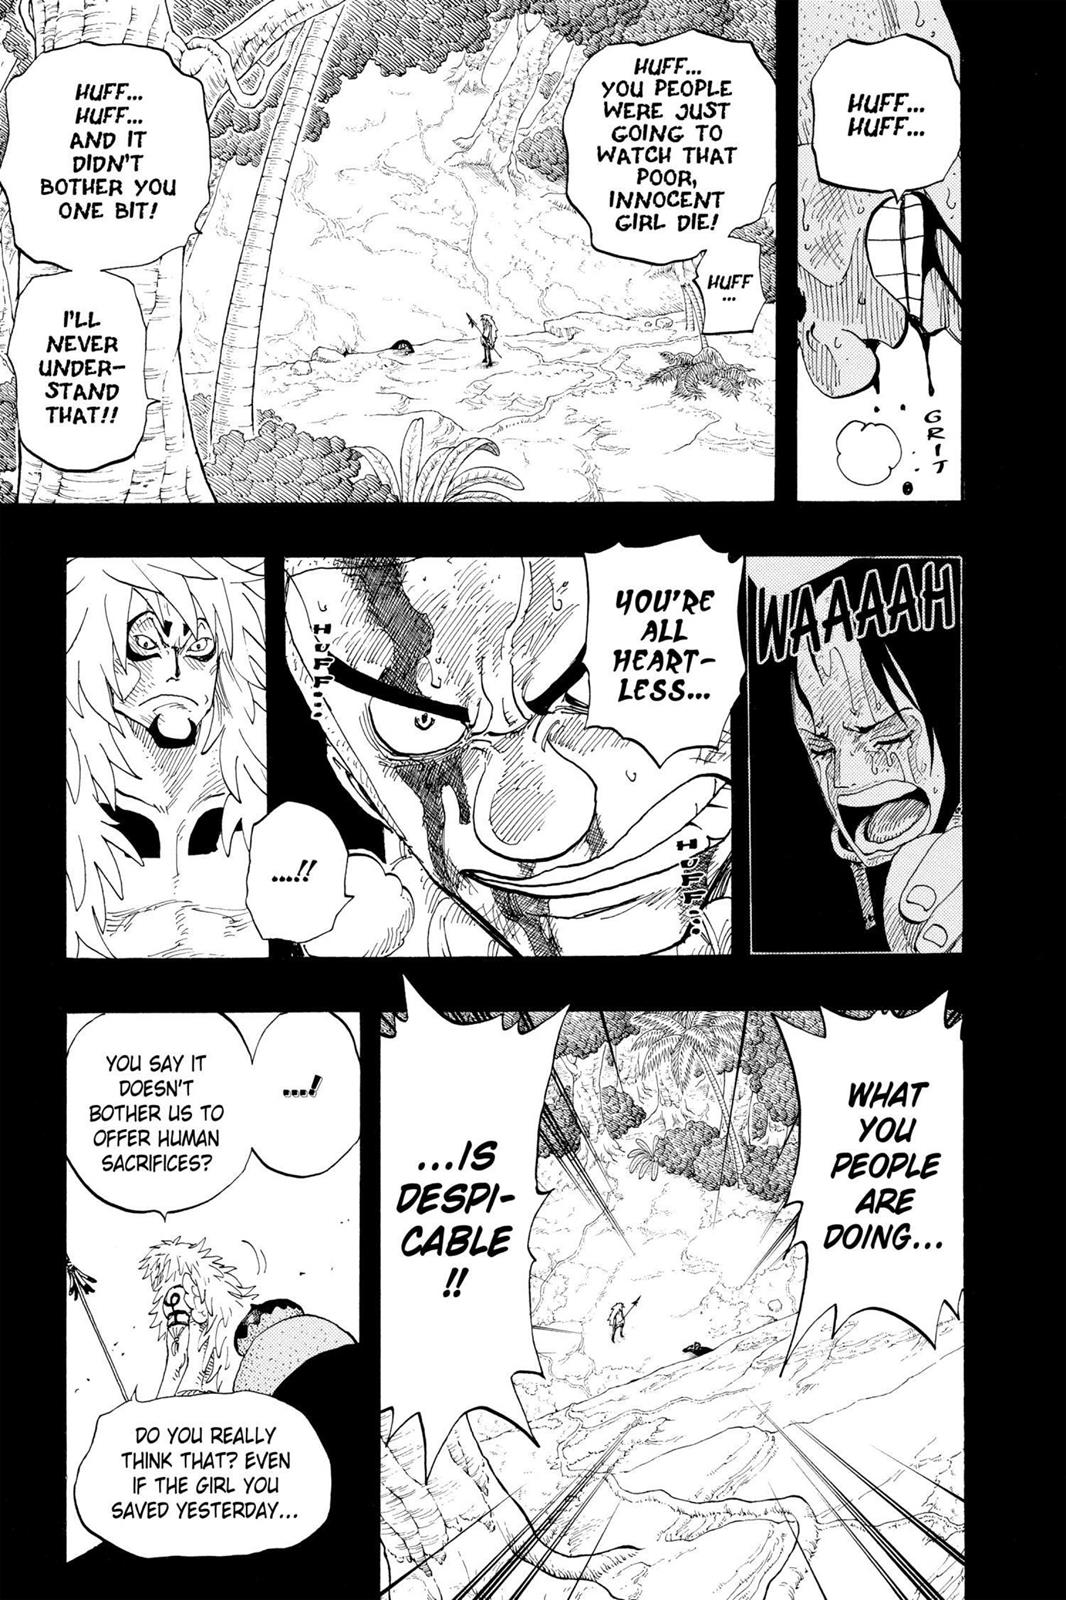 HUFF...
HUFF...
GRIT
HUFF...
YOU PEOPLE
WERE JUST
GOING TO
WATCH THAT
POOR,
INNOCENT
GIRL DIE!
HUFF
...
HUFF...
HUFF...
AND IT
DIDN'T
BOTHER YOU
ONE BIT!
I'LL
NEVER
UNDER-
STAND
THAT!!
WAAAAH
YOU'RE
ALL
HEART-
LESS...
HUFF...
HUFF...
....!!
WHAT
YOU
PEOPLE
ARE
DOING...
...IS
DESPI-
CABLE
!!
....!
YOU SAY IT
DOESN'T
BOTHER US TO
OFFER HUMAN
SACRIFICES?
DO YOU REALLY
THINK THAT? EVEN
IF THE GIRL YOU
SAVED YESTERDAY...